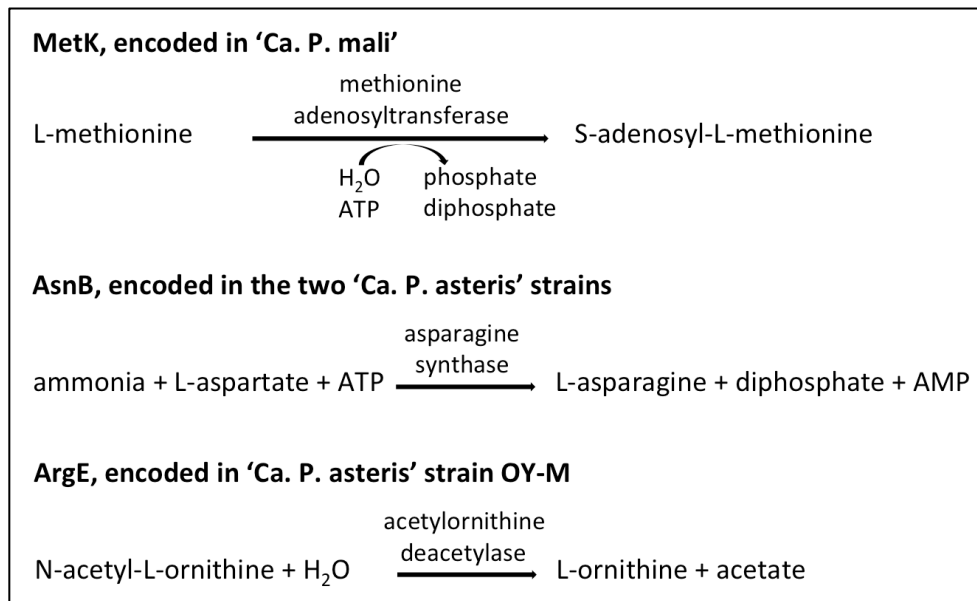 MetK, encoded in ‘Ca. P. mali’
methionine
adenosyltransferase
L-methionine
S-adenosyl-L-methionine
H₂O phosphate
ATP diphosphate
AsnB, encoded in the two ‘Ca. P. asteris’ strains
asparagine
synthase
ammonia + L-aspartate + ATP
L-asparagine + diphosphate + AMP
ArgE, encoded in ‘Ca. P. asteris’ strain OY-M
acetylornithine
deacetylase
N-acetyl-L-ornithine + H₂O
L-ornithine + acetate